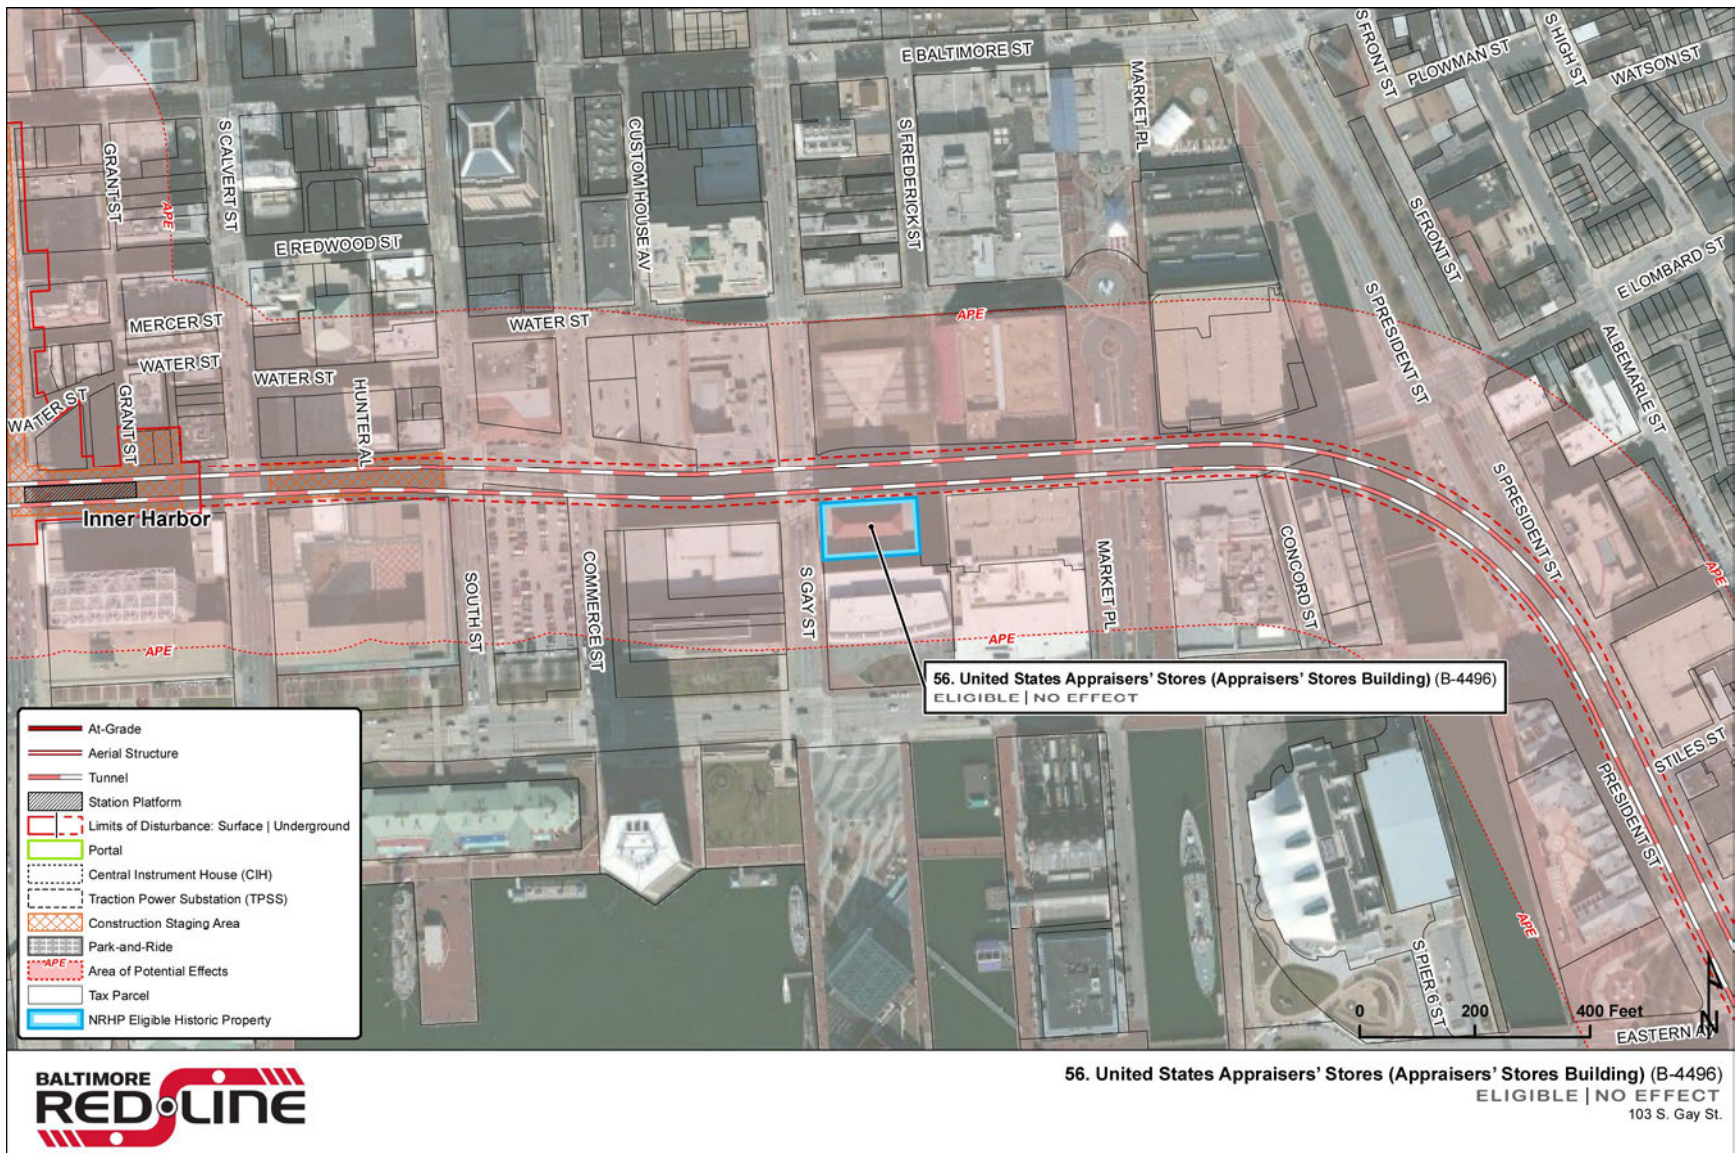 E BALTIMORE ST
S FRONT ST
PLOWMAN ST
S HIGH ST
WATSON ST
MARKET PL
GRANT ST
S CALVERT ST
CUSTOM HOUSE AV
S FREDERICK ST
APE
E REDWOOD ST
S FRONT ST
E LOMBARD ST
S PRESIDENT ST
MERCER ST
WATER ST
APE
ALBEMARLE ST
WATER ST
WATER ST
HUNTER AL
WATER ST
GRANT ST
S PRESIDENT ST
Inner Harbor
SOUTH ST
COMMERCE ST
S GAY ST
MARKET PL
CONCORD ST
APE
APE
APE
56. United States Appraisers' Stores (Appraisers' Stores Building) (B-4496)
ELIGIBLE | NO EFFECT
STILES ST
PRESIDENT ST
APE
S PIER 6 ST
At-Grade
Aerial Structure
Tunnel
Station Platform
Limits of Disturbance: Surface | Underground
Portal
Central Instrument House (CIH)
Traction Power Substation (TPSS)
Construction Staging Area
Park-and-Ride
APE Area of Potential Effects
Tax Parcel
NRHP Eligible Historic Property
0 200 400 Feet
EASTERN AV
N
BALTIMORE
RED LINE
56. United States Appraisers' Stores (Appraisers' Stores Building) (B-4496)
ELIGIBLE | NO EFFECT
103 S. Gay St.